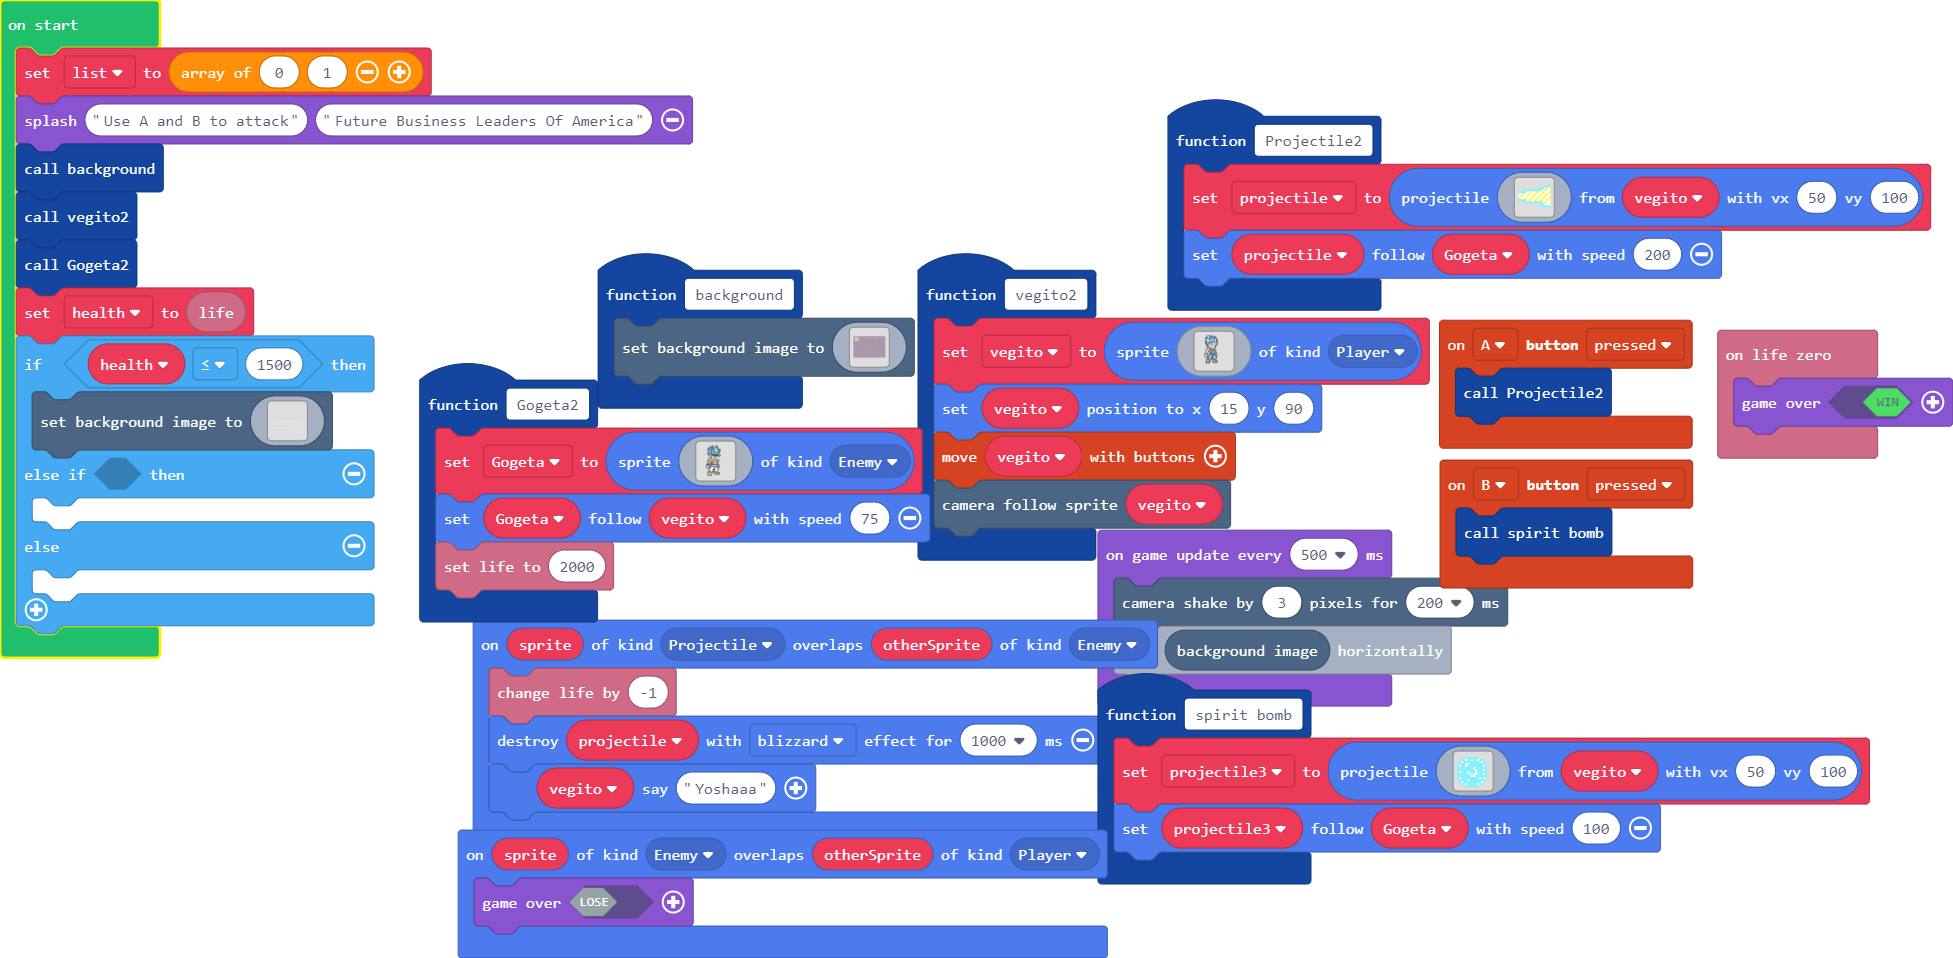 on start
set list to array of 0 1
splash "Use A and B to attack" "Future Business Leaders Of America"
call background
call vegito2
call Gogeta2
set health to life
if health ≤ 1500 then
set background image to
else if then
else
function Gogeta2
set Gogeta to sprite of kind Enemy
set Gogeta follow vegito with speed 75
set life to 2000
function background
set background image to
function vegito2
set vegito to sprite of kind Player
set vegito position to x 15 y 90
move vegito with buttons
camera follow sprite vegito
function Projectile2
set projectile to projectile from vegito with vx 50 vy 100
set projectile follow Gogeta with speed 200
on A button pressed
call Projectile2
on B button pressed
call spirit bomb
on life zero
game over WIN
on game update every 500 ms
camera shake by 3 pixels for 200 ms
background image horizontally
on sprite of kind Projectile overlaps otherSprite of kind Enemy
change life by -1
destroy projectile with blizzard effect for 1000 ms
vegito say "Yoshaaa"
function spirit bomb
set projectile3 to projectile from vegito with vx 50 vy 100
set projectile3 follow Gogeta with speed 100
on sprite of kind Enemy overlaps otherSprite of kind Player
game over LOSE